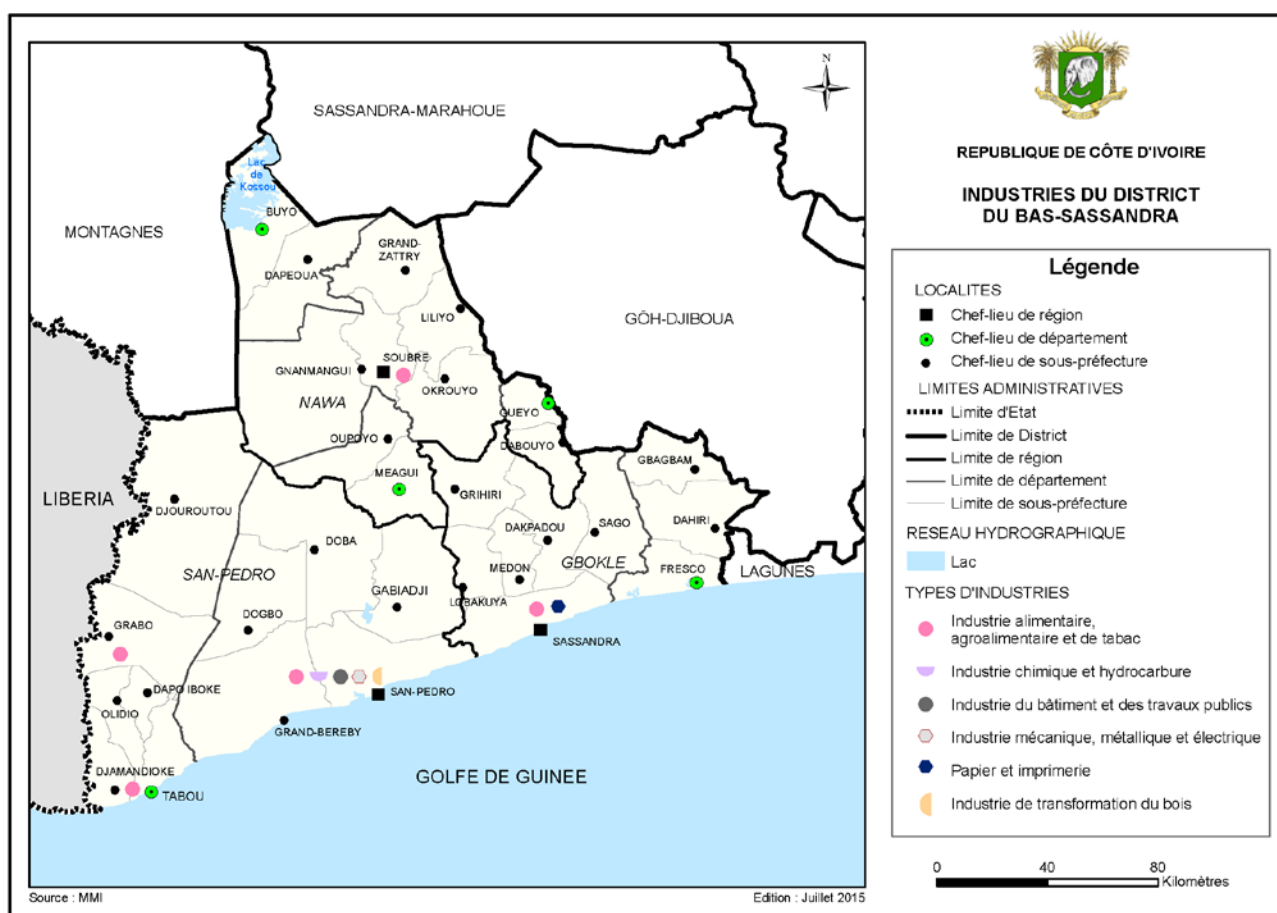 SASSANDRA-MARAHOUE
Lac
de
Kossou
BUYO
MONTAGNES
GRAND-
ZATTRY
DAPEOUA
LILIYO
GÔH-DJIBOUA
SOUBRE
GNANMANGUI
OKROUYO
NAWA
GUEYO
OUPOYO
DABOUYO
GBAGBAM
MEAGUI
LIBERIA
GRIHIRI
DJOUROUTOU
DAKPADOU
SAGO
DAHIRI
DOBA
GBOKLE
MEDON
FRESCO
LAGUNES
SAN-PEDRO
GABIADJI
LOBAKUYA
DOGBO
GRABO
SASSANDRA
DAPO IBOKE
SAN-PEDRO
OLIDIO
GRAND-BEREBY
DJAMANDIOKE
GOLFE DE GUINEE
TABOU
Source : MMI
Edition : Juillet 2015
REPUBLIQUE DE CÔTE D'IVOIRE
INDUSTRIES DU DISTRICT
DU BAS-SASSANDRA
Légende
LOCALITES
Chef-lieu de région
Chef-lieu de département
Chef-lieu de sous-préfecture
LIMITES ADMINISTRATIVES
Limite d'Etat
Limite de District
Limite de région
Limite de département
Limite de sous-préfecture
RESEAU HYDROGRAPHIQUE
Lac
TYPES D'INDUSTRIES
Industrie alimentaire,
agroalimentaire et de tabac
Industrie chimique et hydrocarbure
Industrie du bâtiment et des travaux publics
Industrie mécanique, métallique et électrique
Papier et imprimerie
Industrie de transformation du bois
0 40 80
Kilomètres